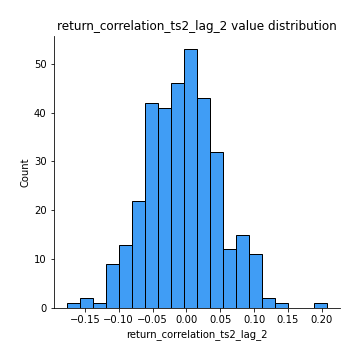 return_correlation_ts2_lag_2 value distribution
Count
50
40
30
20
10
0
−0.15 −0.10 −0.05 0.00 0.05 0.10 0.15 0.20
return_correlation_ts2_lag_2